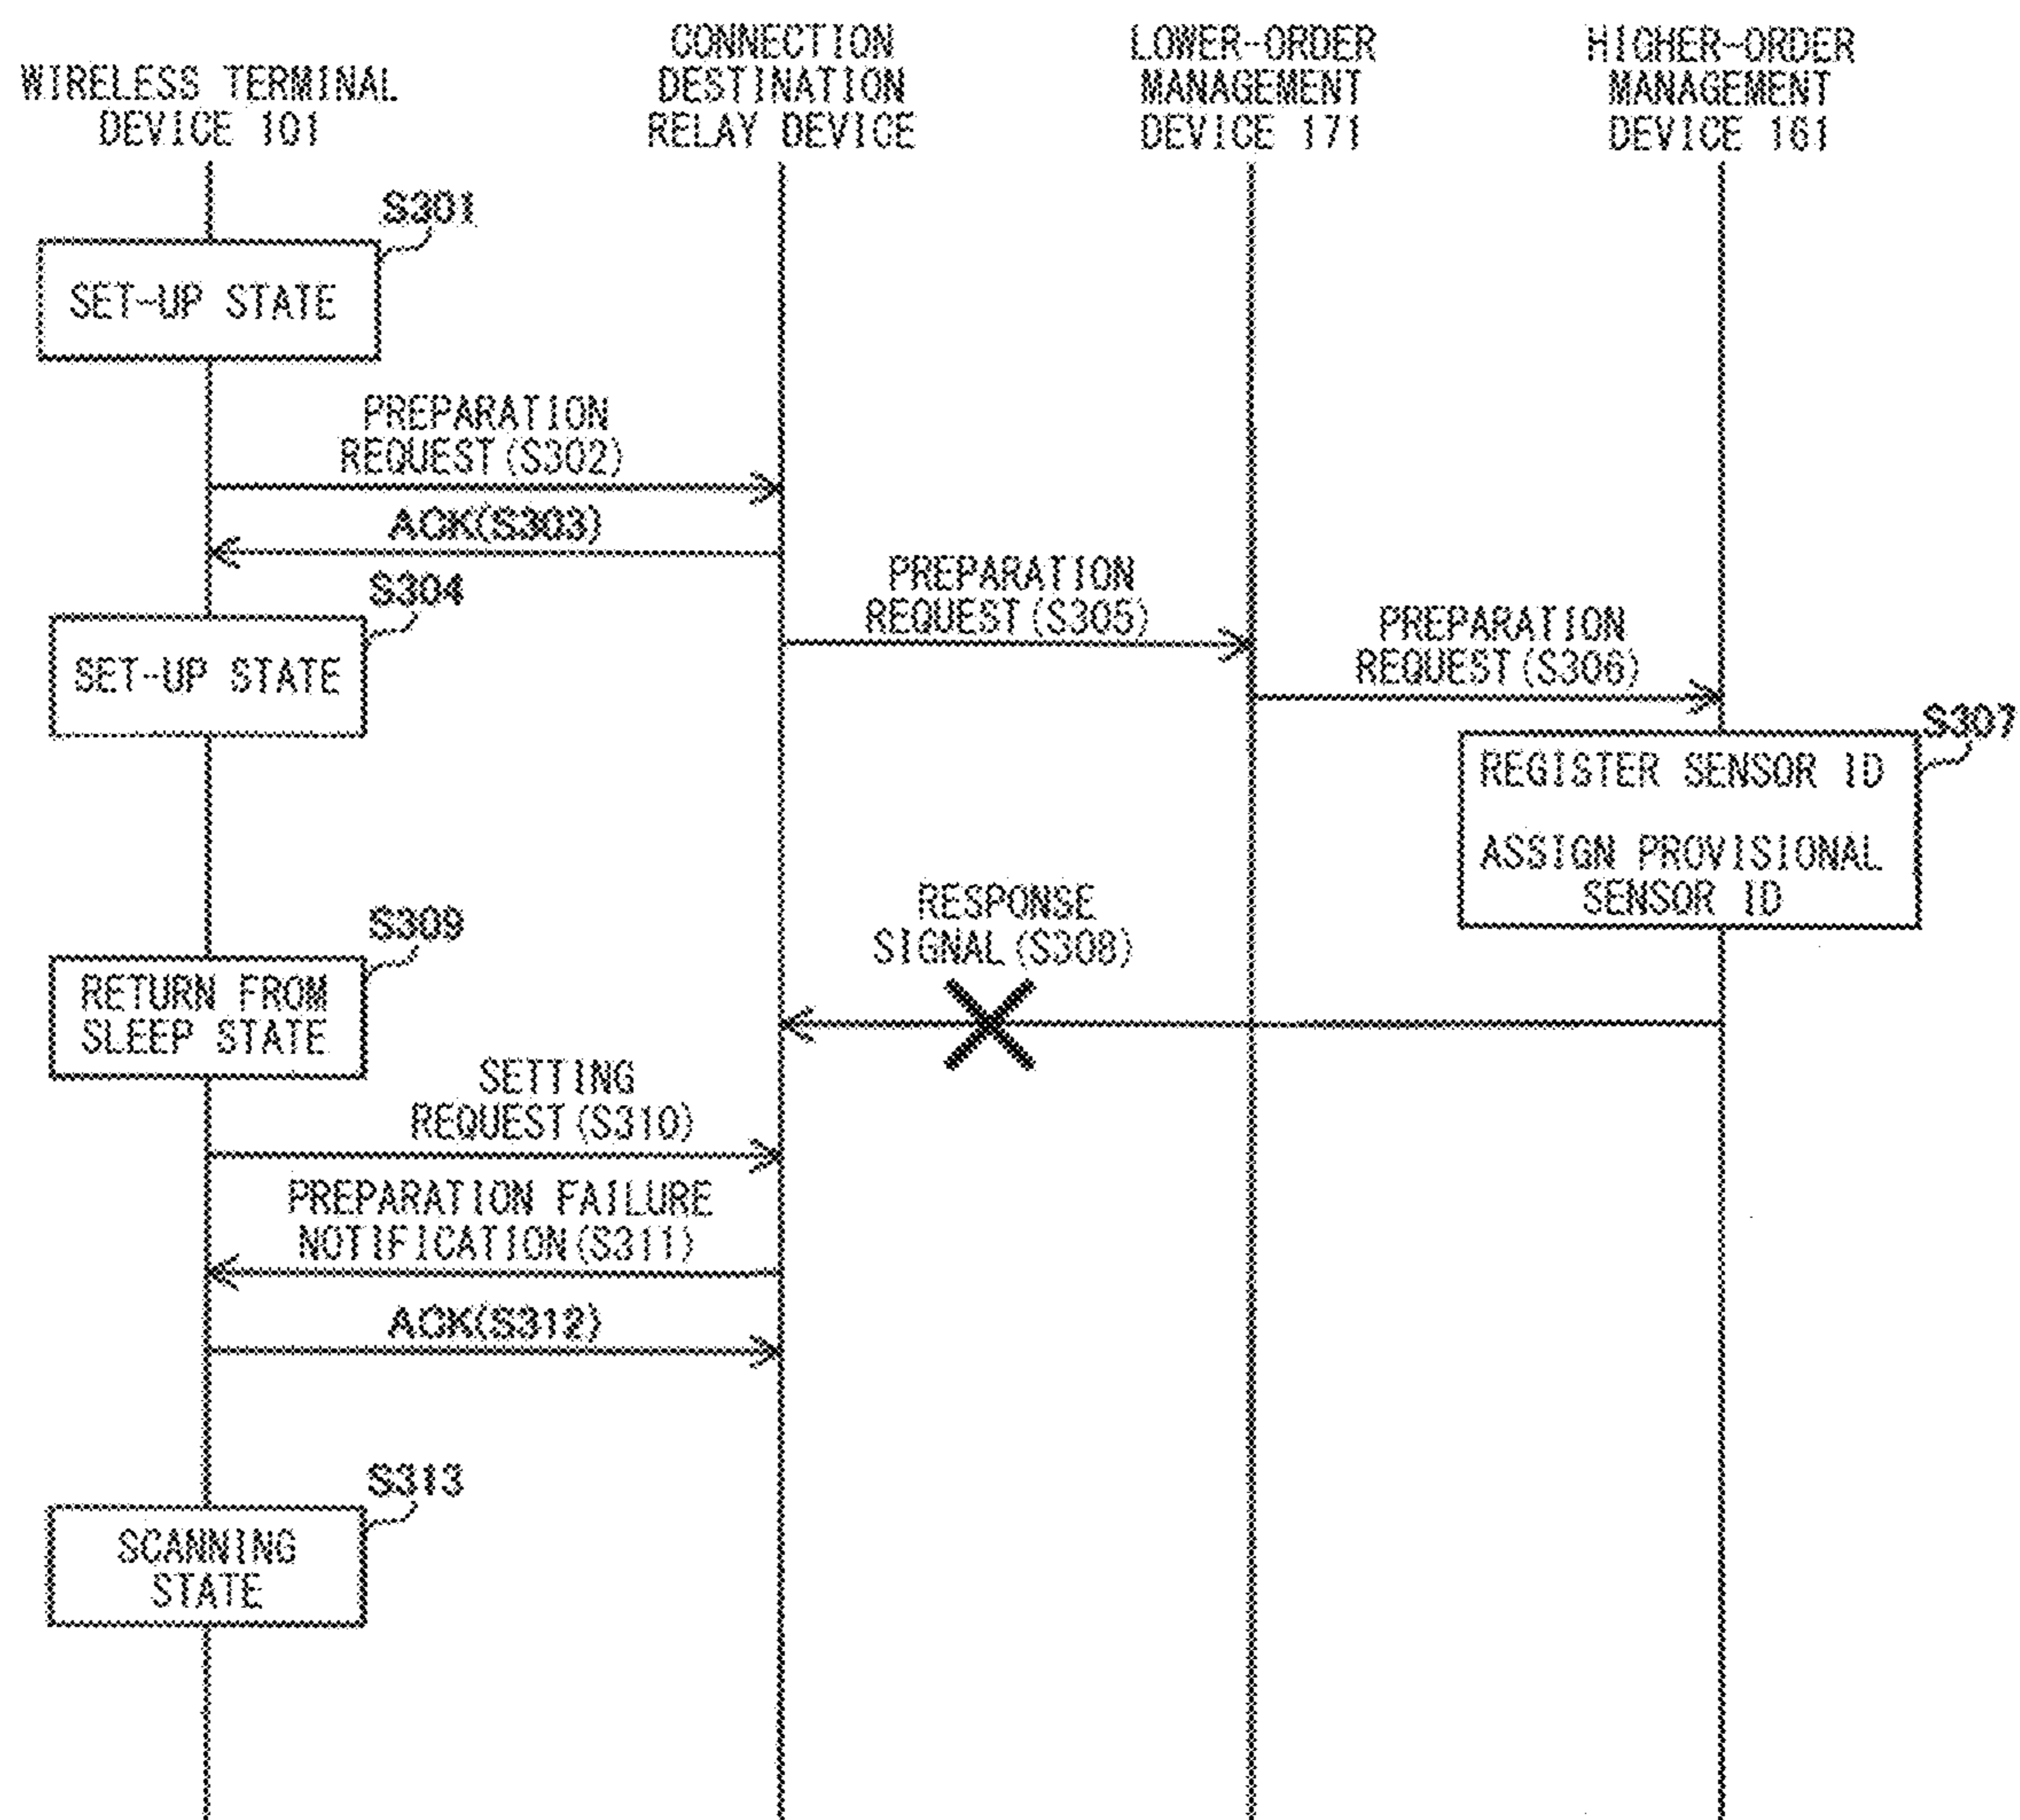 WIRELESS TERMINAL
DEVICE 101
CONNECTION
DESTINATION
RELAY DEVICE
LOWER-ORDER
MANAGEMENT
DEVICE 171
HIGHER-ORDER
MANAGEMENT
DEVICE 161
S301
SET-UP STATE
PREPARATION
REQUEST(S302)
ACK(S303)
S304
SET-UP STATE
PREPARATION
REQUEST(S305)
PREPARATION
REQUEST(S306)
S307
REGISTER SENSOR ID
ASSIGN PROVISIONAL
SENSOR ID
RESPONSE
SIGNAL(S308)
S309
RETURN FROM
SLEEP STATE
SETTING
REQUEST(S310)
PREPARATION FAILURE
NOTIFICATION(S311)
ACK(S312)
S313
SCANNING
STATE